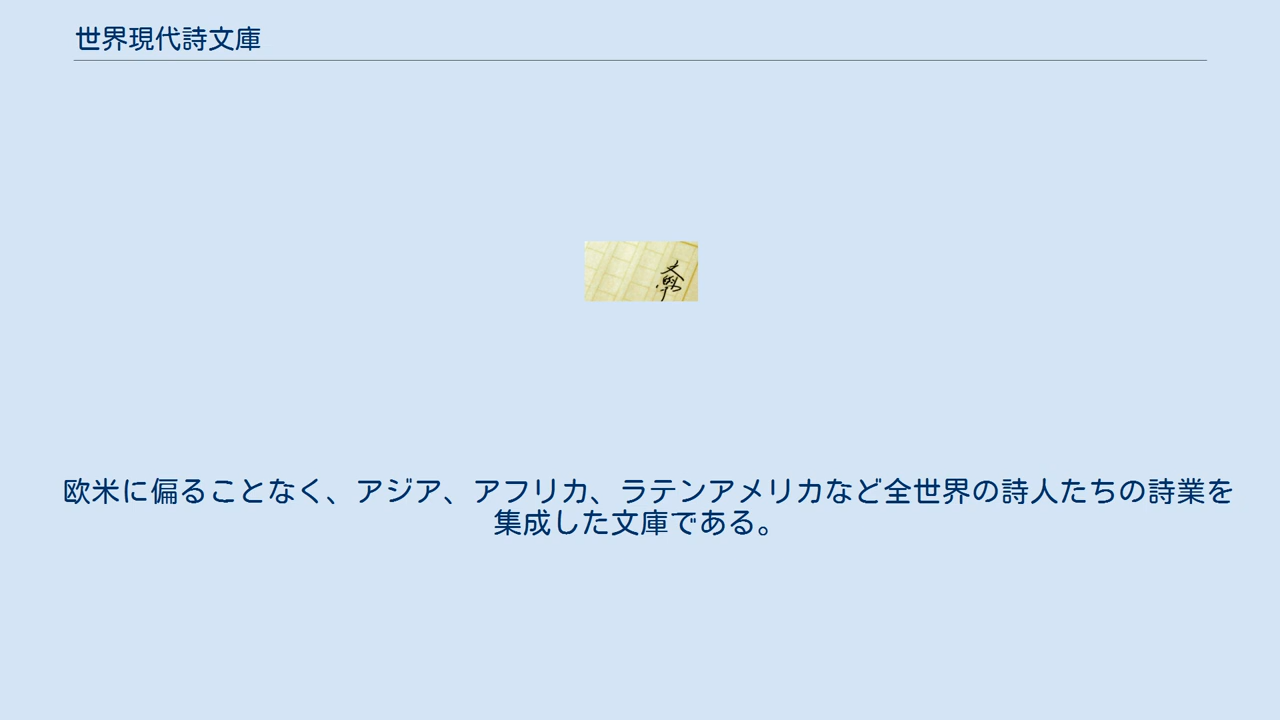 世界現代詩文庫
欧米に偏ることなく、アジア、アフリカ、ラテンアメリカなど全世界の詩人たちの詩業を
集成した文庫である。